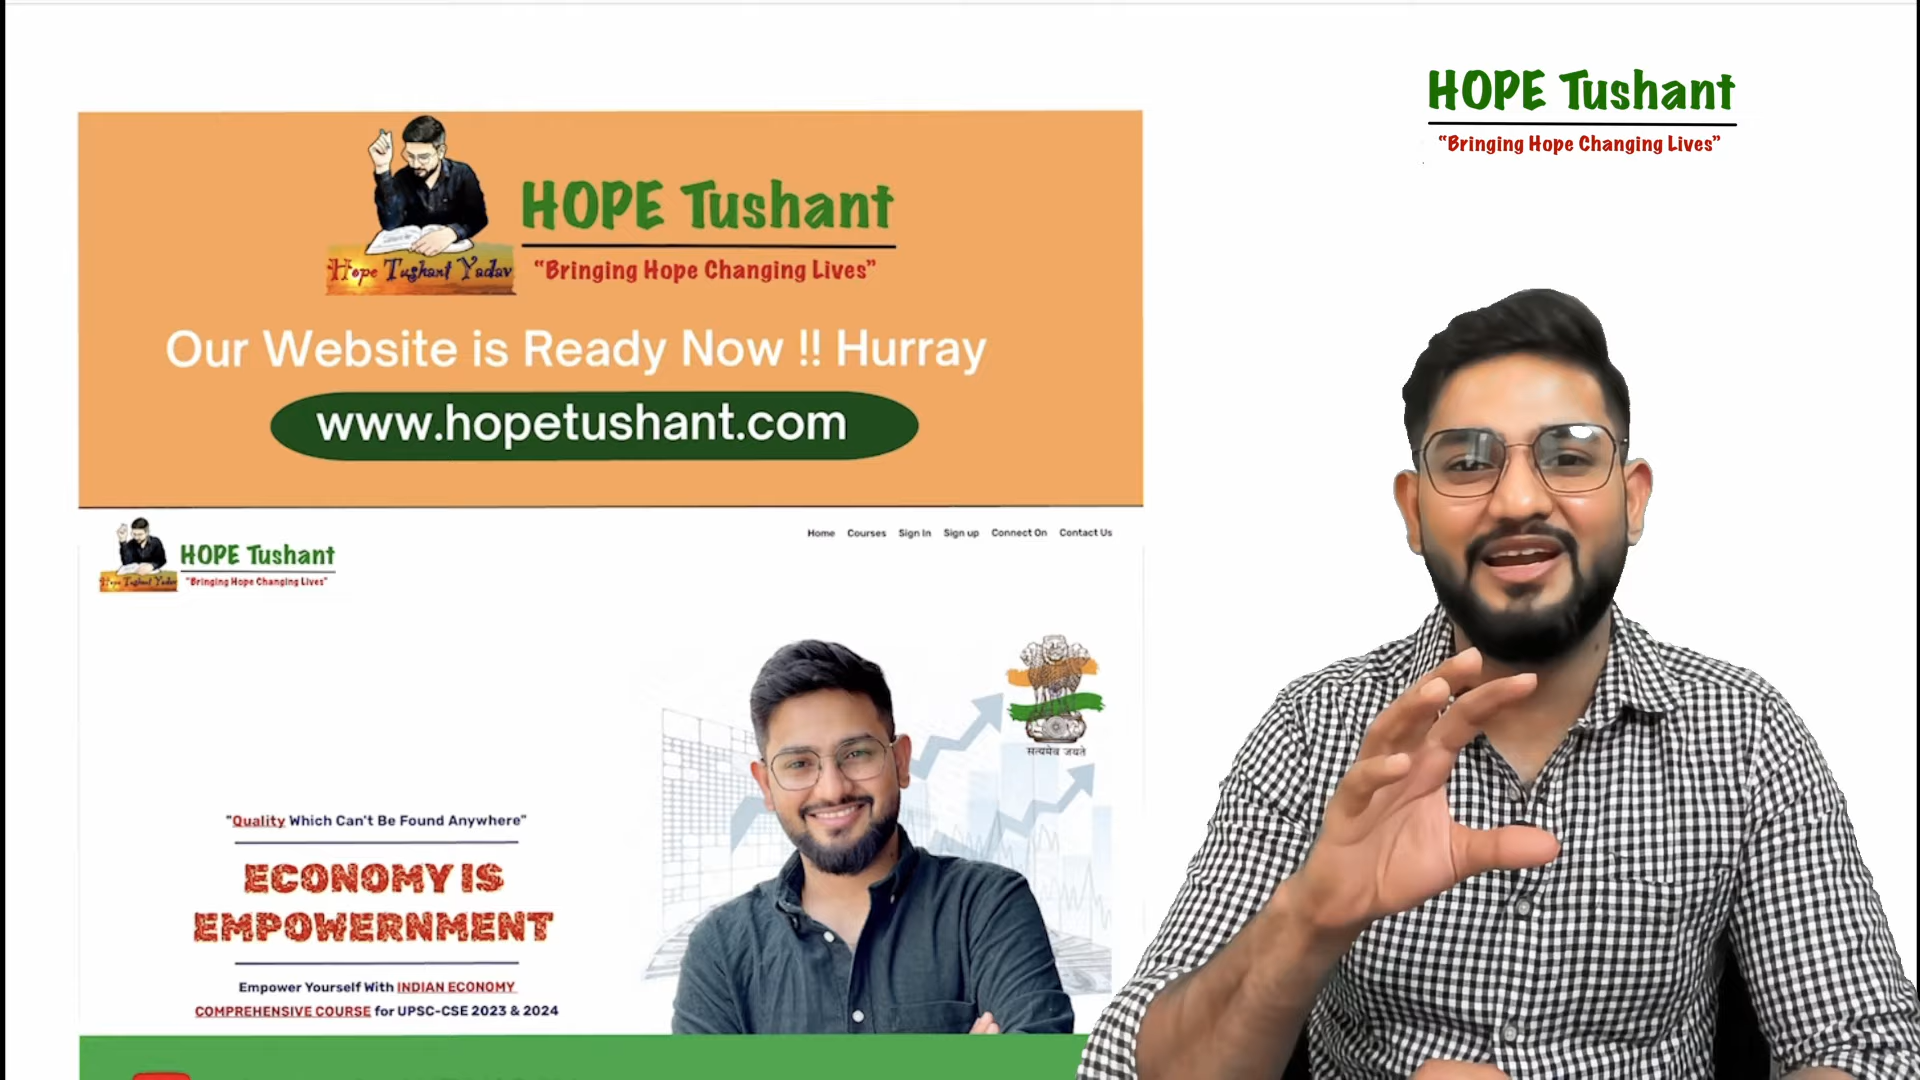 HOPE Tushant
"Bringing Hope Changing Lives"
Hope Tushant Yadav
HOPE Tushant
"Bringing Hope Changing Lives"
Our Website is Ready Now !! Hurray
www.hopetushant.com
Hope Tushant Yadav
HOPE Tushant
"Bringing Hope Changing Lives"
Home Courses Sign In Sign up Connect On Contact Us
सत्यमेव जयते
"Quality Which Can't Be Found Anywhere"
ECONOMY IS
EMPOWERNMENT
Empower Yourself With INDIAN ECONOMY
COMPREHENSIVE COURSE for UPSC-CSE 2023 & 2024